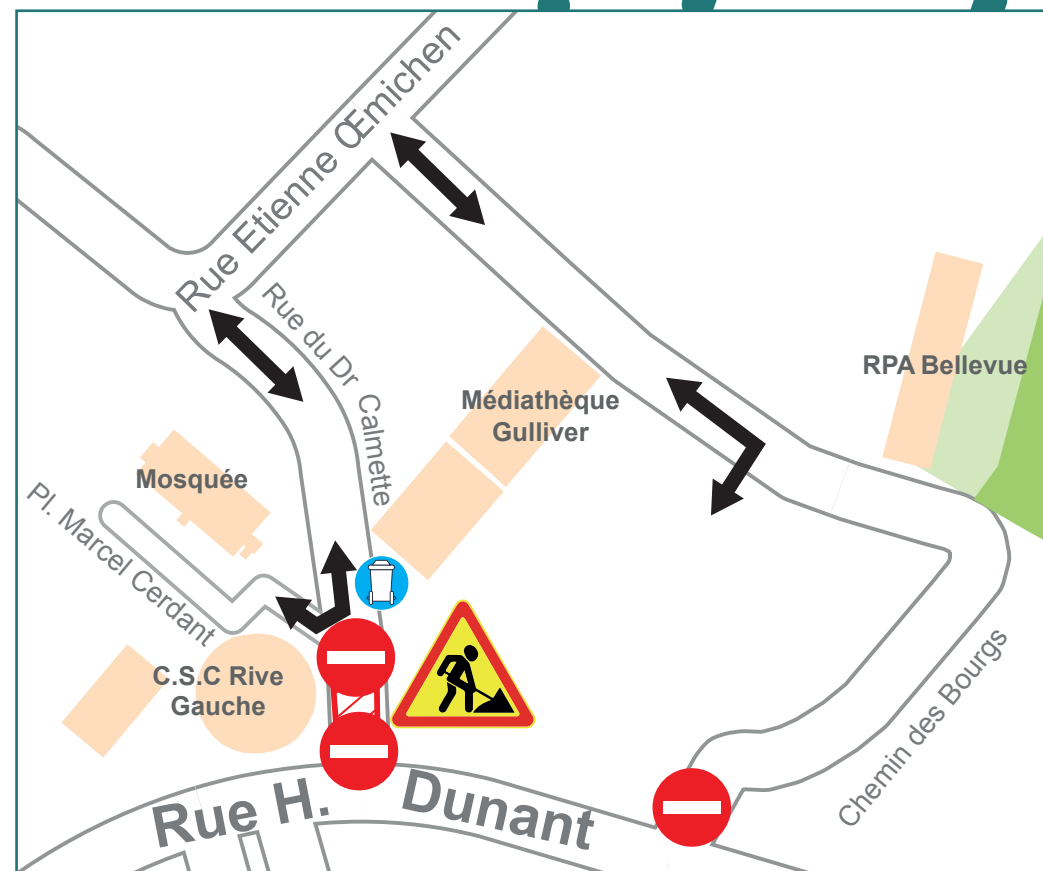 Rue Etienne Œmichen
Rue du Dr Calmette
RPA Bellevue
Médiathèque
Gulliver
Mosquée
Pl. Marcel Cerdant
C.S.C Rive
Gauche
Chemin des Bourgs
Rue H. Dunant